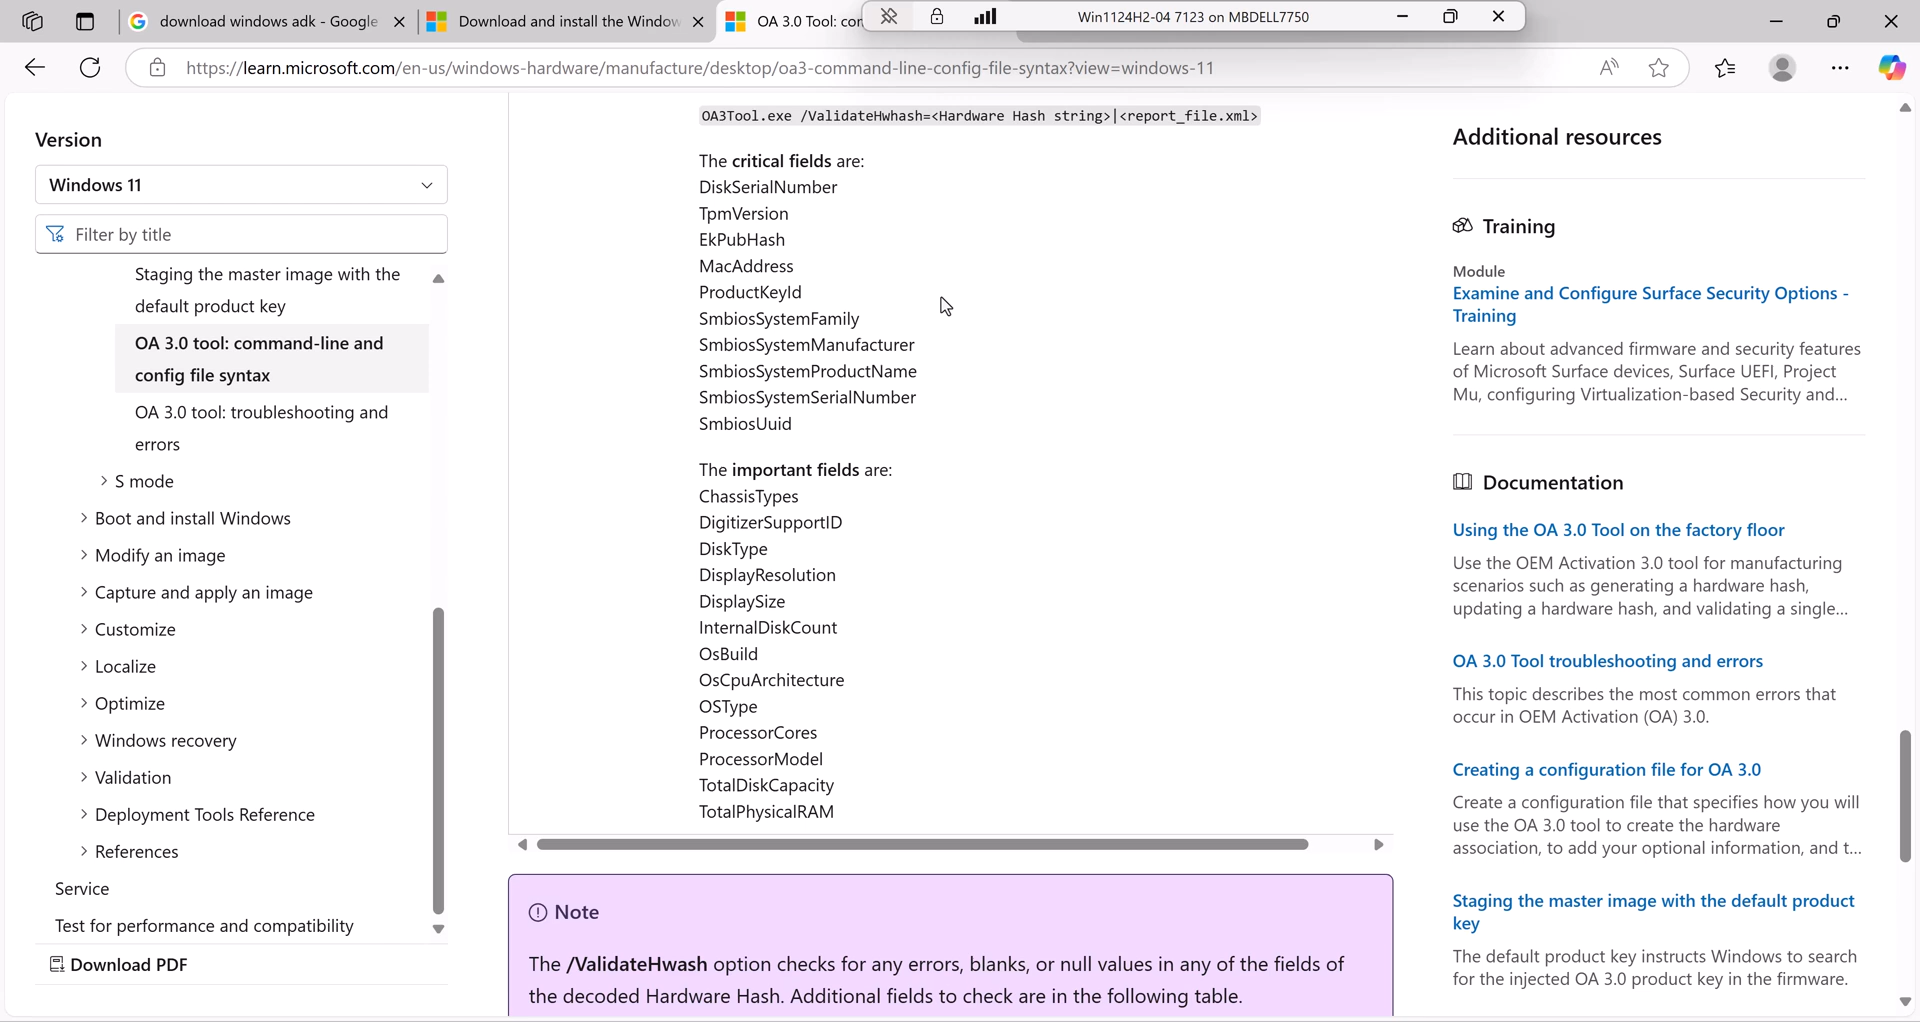 download windows adk - Google
Download and install the Window
OA 3.0 Tool: co
Win1124H2-04 7123 on MBDELL7750
https://learn.microsoft.com/en-us/windows-hardware/manufacture/desktop/oa3-command-line-config-file-syntax?view=windows-11
Version
Windows 11
Filter by title
Staging the master image with the
default product key
OA 3.0 tool: command-line and
config file syntax
OA 3.0 tool: troubleshooting and
errors
S mode
Boot and install Windows
Modify an image
Capture and apply an image
Customize
Localize
Optimize
Windows recovery
Validation
Deployment Tools Reference
References
Service
Test for performance and compatibility
Download PDF
OA3Tool.exe /ValidateHwhash=<Hardware Hash string>|<report_file.xml>
The critical fields are:
DiskSerialNumber
TpmVersion
EkPubHash
MacAddress
ProductKeyId
SmbiosSystemFamily
SmbiosSystemManufacturer
SmbiosSystemProductName
SmbiosSystemSerialNumber
SmbiosUuid
The important fields are:
ChassisTypes
DigitizerSupportID
DiskType
DisplayResolution
DisplaySize
InternalDiskCount
OsBuild
OsCpuArchitecture
OSType
ProcessorCores
ProcessorModel
TotalDiskCapacity
TotalPhysicalRAM
Note
The /ValidateHwash option checks for any errors, blanks, or null values in any of the fields of
the decoded Hardware Hash. Additional fields to check are in the following table.
Additional resources
Training
Module
Examine and Configure Surface Security Options -
Training
Learn about advanced firmware and security features
of Microsoft Surface devices, Surface UEFI, Project
Mu, configuring Virtualization-based Security and...
Documentation
Using the OA 3.0 Tool on the factory floor
Use the OEM Activation 3.0 tool for manufacturing
scenarios such as generating a hardware hash,
updating a hardware hash, and validating a single...
OA 3.0 Tool troubleshooting and errors
This topic describes the most common errors that
occur in OEM Activation (OA) 3.0.
Creating a configuration file for OA 3.0
Create a configuration file that specifies how you will
use the OA 3.0 tool to create the hardware
association, to add your optional information, and t...
Staging the master image with the default product
key
The default product key instructs Windows to search
for the injected OA 3.0 product key in the firmware.